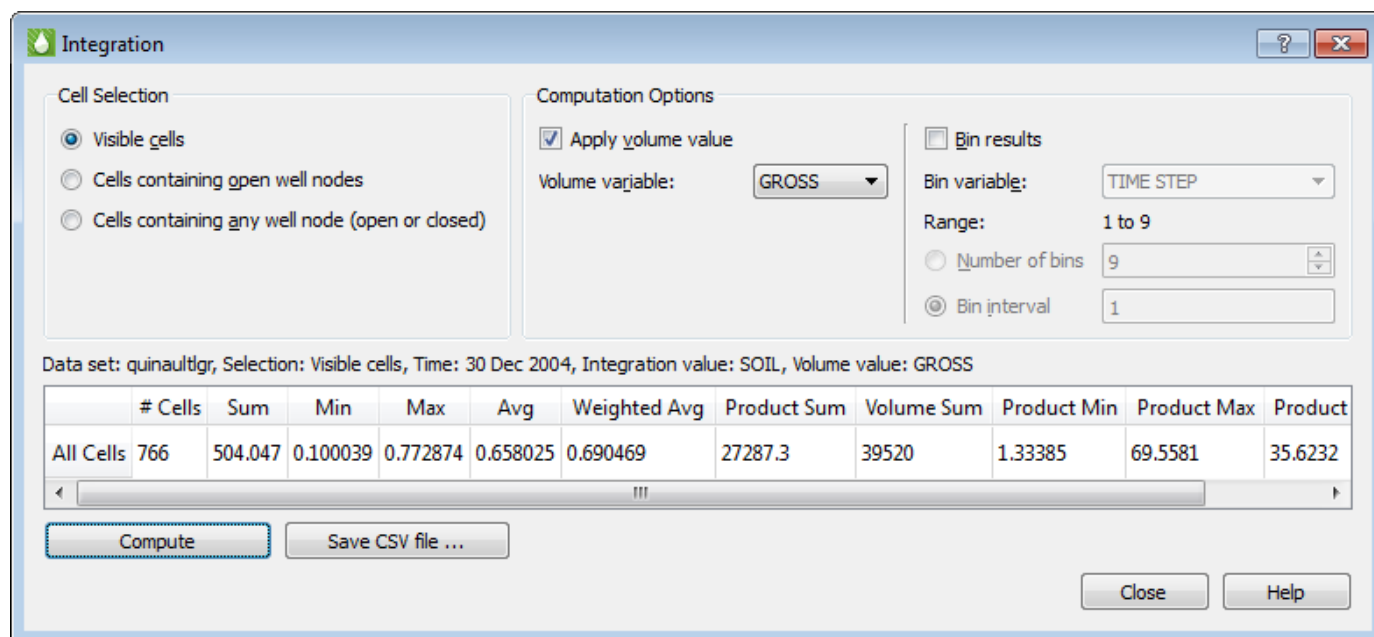 Integration
Cell Selection
Visible cells
Cells containing open well nodes
Cells containing any well node (open or closed)
Computation Options
Apply volume value
Volume variable: GROSS
Bin results
Bin variable: TIME STEP
Range: 1 to 9
Number of bins 9
Bin interval 1
Data set: quinaultlgr, Selection: Visible cells, Time: 30 Dec 2004, Integration value: SOIL, Volume value: GROSS
# Cells Sum Min Max Avg Weighted Avg Product Sum Volume Sum Product Min Product Max Product
All Cells 766 504.047 0.100039 0.772874 0.658025 0.690469 27287.3 39520 1.33385 69.5581 35.6232
Compute Save CSV file ...
Close Help